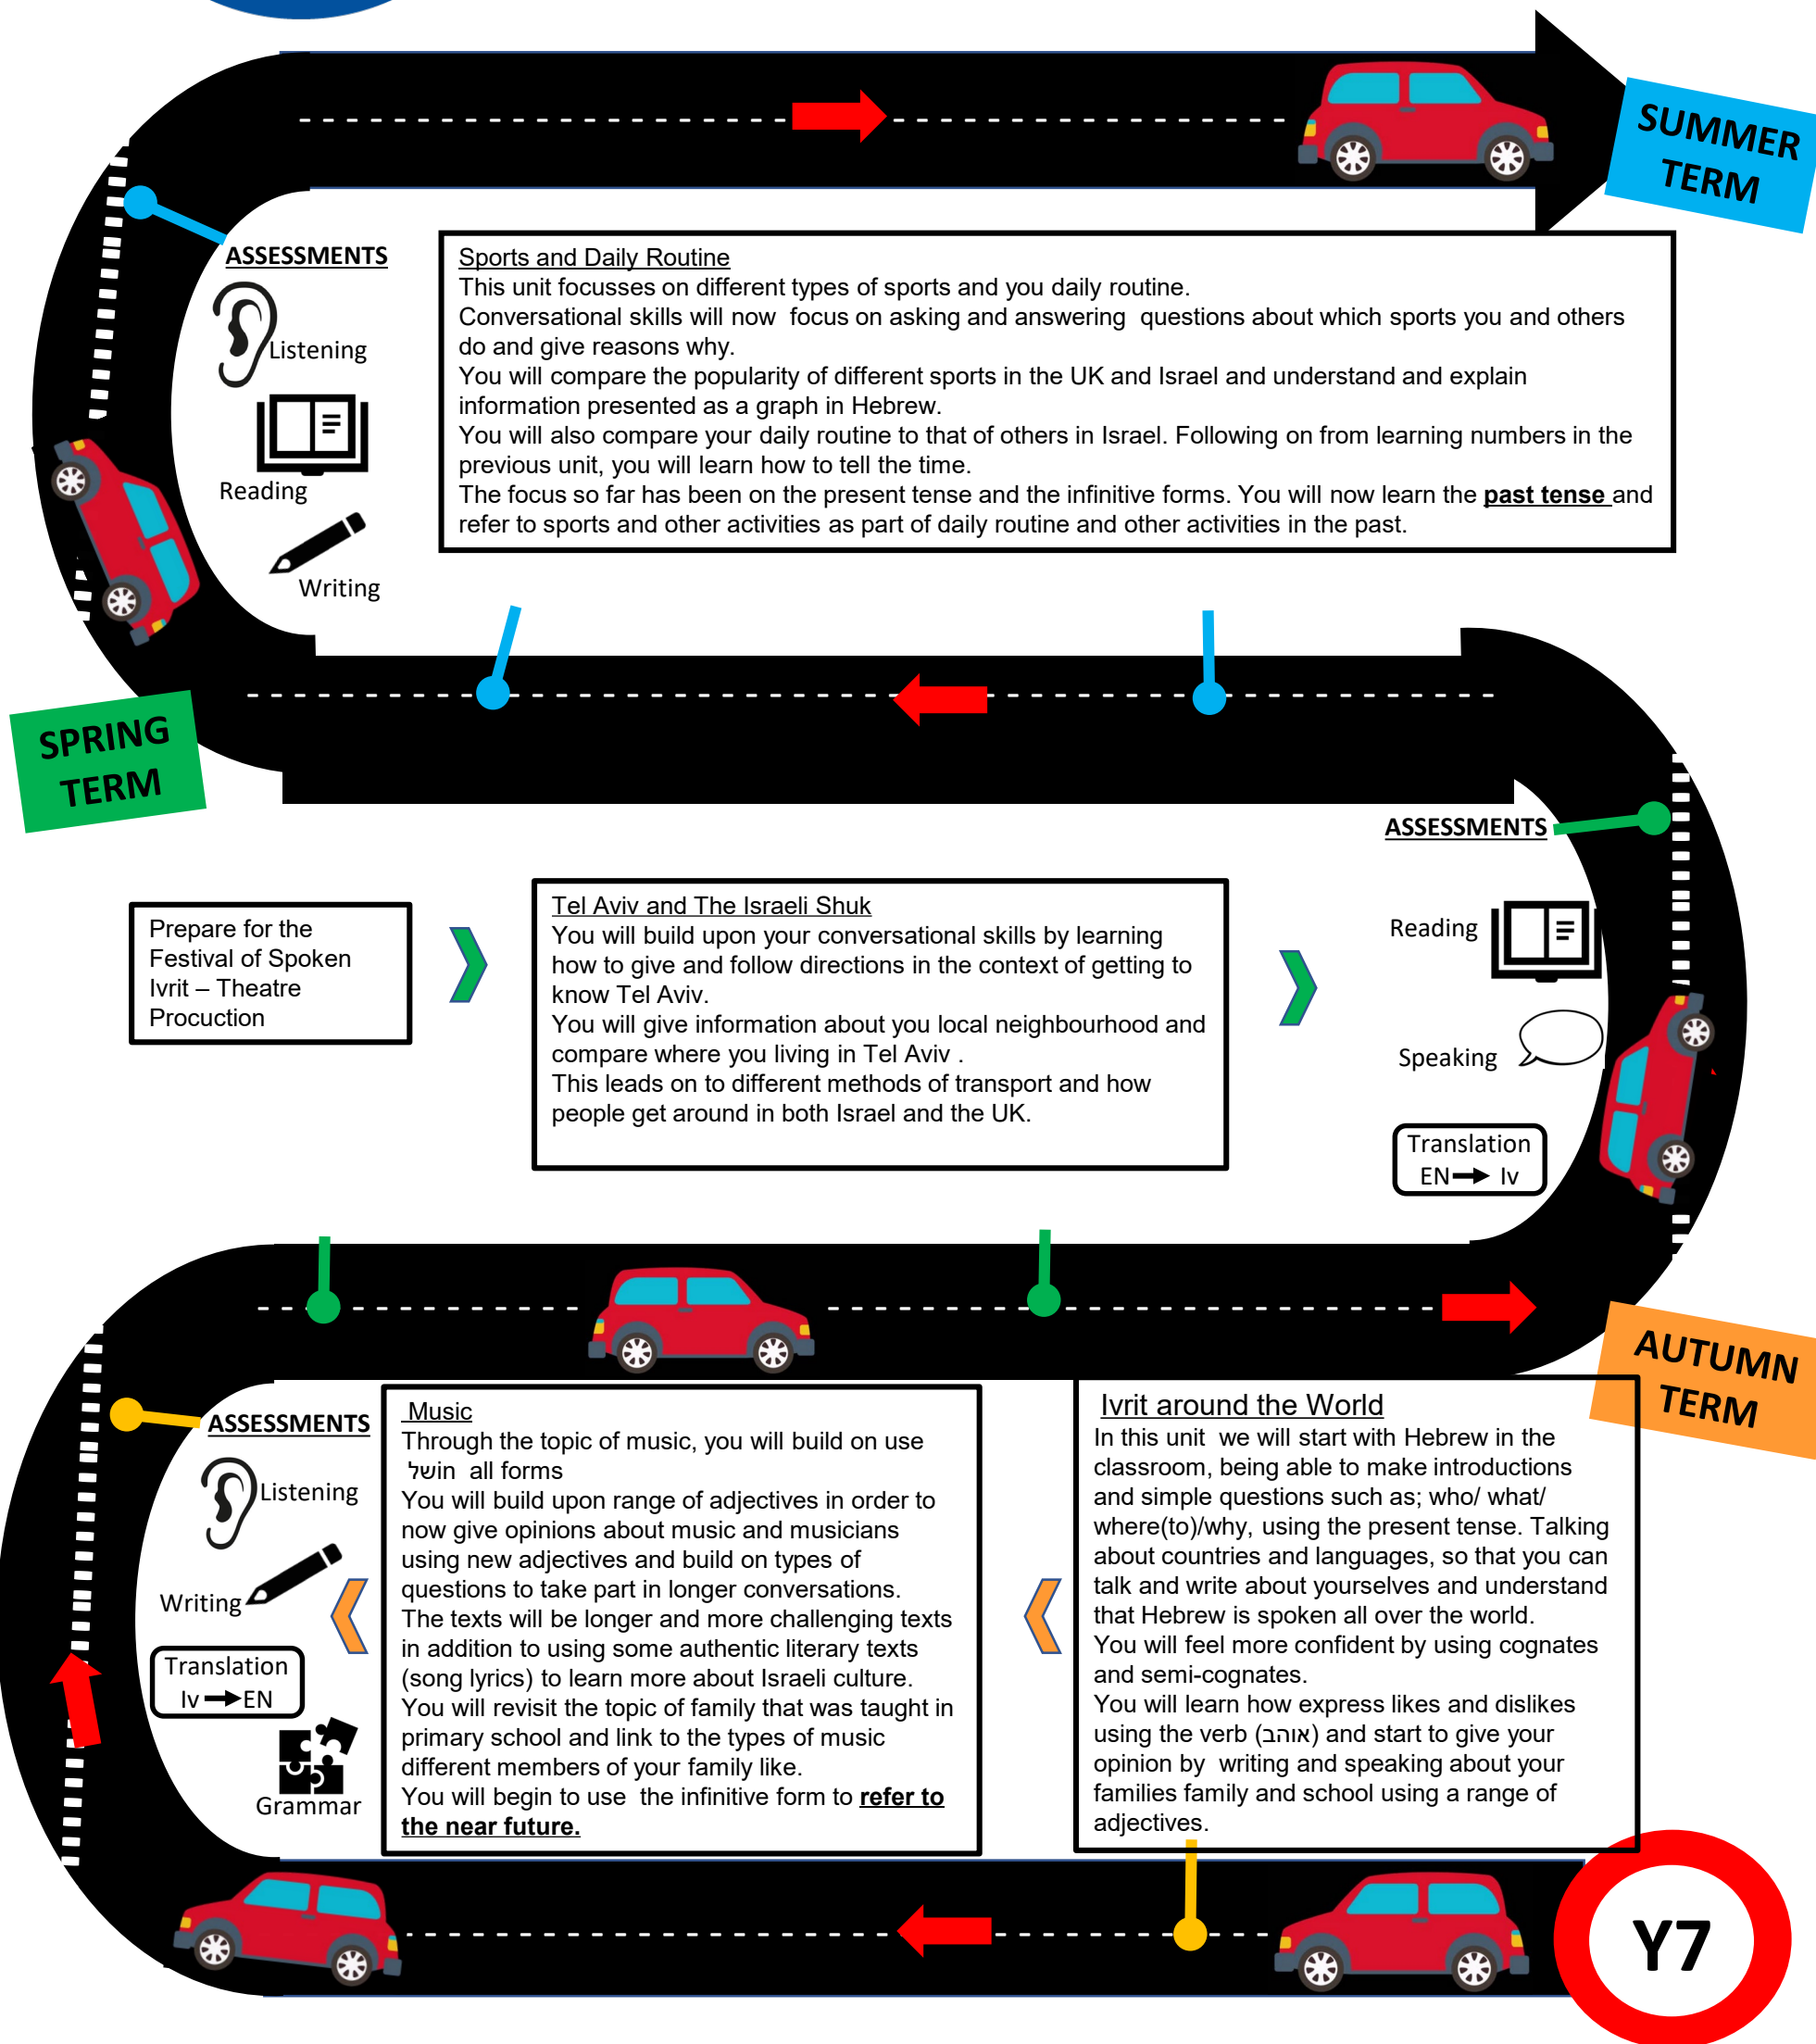 SUMMER
TERM
ASSESSMENTS
Listening
Reading
Writing
Sports and Daily Routine
This unit focusses on different types of sports and you daily routine.
Conversational skills will now focus on asking and answering questions about which sports you and others
do and give reasons why.
You will compare the popularity of different sports in the UK and Israel and understand and explain
information presented as a graph in Hebrew.
You will also compare your daily routine to that of others in Israel. Following on from learning numbers in the
previous unit, you will learn how to tell the time.
The focus so far has been on the present tense and the infinitive forms. You will now learn the past tense and
refer to sports and other activities as part of daily routine and other activities in the past.
SPRING
TERM
Prepare for the
Festival of Spoken
Ivrit – Theatre
Procuction
Tel Aviv and The Israeli Shuk
You will build upon your conversational skills by learning
how to give and follow directions in the context of getting to
know Tel Aviv.
You will give information about you local neighbourhood and
compare where you living in Tel Aviv .
This leads on to different methods of transport and how
people get around in both Israel and the UK.
ASSESSMENTS
Reading
Speaking
Translation
EN➞ Iv
AUTUMN
TERM
ASSESSMENTS
Listening
Writing
Translation
Iv ➞EN
Grammar
Music
Through the topic of music, you will build on use
שלin all forms
You will build upon range of adjectives in order to
now give opinions about music and musicians
using new adjectives and build on types of
questions to take part in longer conversations.
The texts will be longer and more challenging texts
in addition to using some authentic literary texts
(song lyrics) to learn more about Israeli culture.
You will revisit the topic of family that was taught in
primary school and link to the types of music
different members of your family like.
You will begin to use the infinitive form to refer to
the near future.
Ivrit around the World
In this unit we will start with Hebrew in the
classroom, being able to make introductions
and simple questions such as; who/ what/
where(to)/why, using the present tense. Talking
about countries and languages, so that you can
talk and write about yourselves and understand
that Hebrew is spoken all over the world.
You will feel more confident by using cognates
and semi-cognates.
You will learn how express likes and dislikes
using the verb (אוהב) and start to give your
opinion by writing and speaking about your
families family and school using a range of
adjectives.
Y7